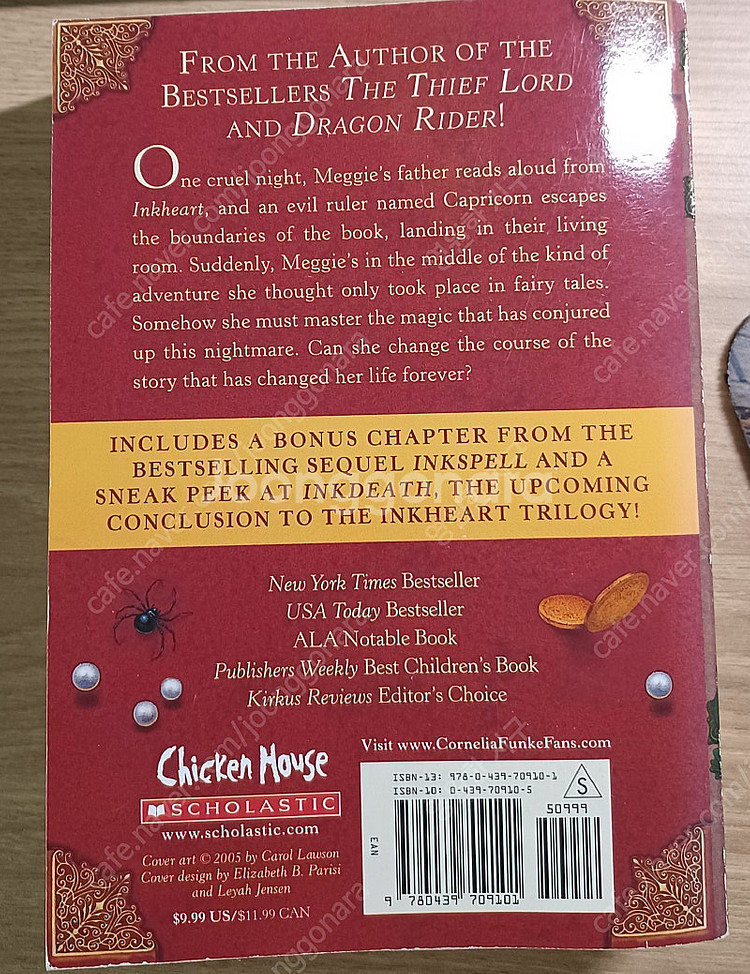 FROM THE AUTHOR OF THE
BESTSELLERS THE THIEF LORD
AND DRAGON RIDER!
One cruel night, Meggie's father reads aloud from
Inkheart, and an evil ruler named Capricorn escapes
the boundaries of the book, landing in their living
room. Suddenly, Meggie's in the middle of the kind of
adventure she thought only took place in fairy tales.
Somehow she must master the magic that has conjured
up this nightmare. Can she change the course of the
story that has changed her life forever?
INCLUDES A BONUS CHAPTER FROM THE
BESTSELLING SEQUEL INKSPELL AND A
SNEAK PEEK AT INKDEATH, THE UPCOMING
CONCLUSION TO THE INKHEART TRILOGY!
New York Times Bestseller
USA Today Bestseller
ALA Notable Book
Publishers Weekly Best Children's Book
Kirkus Reviews Editor's Choice
Chicken House
SCHOLASTIC
www.scholastic.com
Cover art © 2005 by Carol Lawson
Cover design by Elizabeth B. Parisi
and Leyah Jensen
$9.99 US/$11.99 CAN
Visit www.CorneliaFunkeFans.com
ISBN-13: 978-0-439-70910-1
ISBN-10: 0-439-70910-5
S
50999
EAN
9 780439 709101
joonggonara
cafe.naver.com/joonggonara